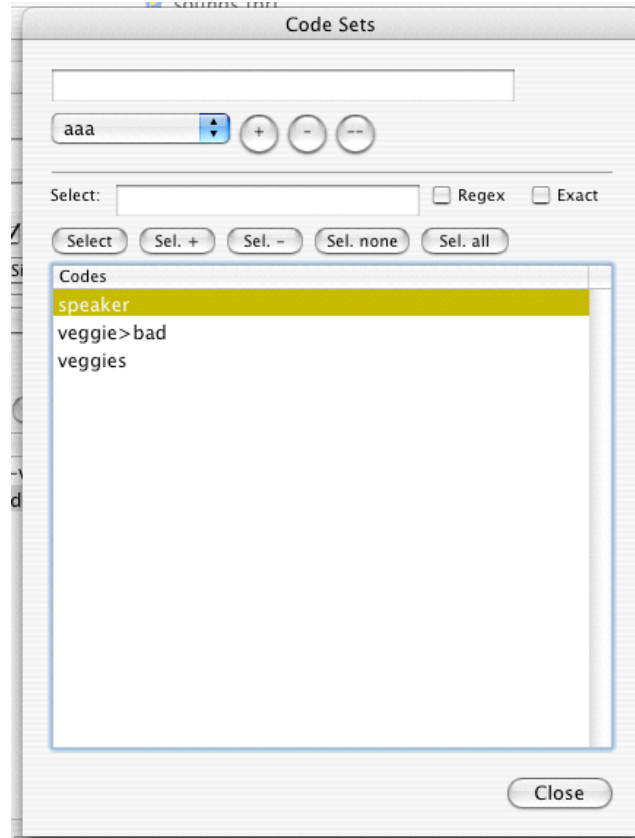 Code Sets
aaa + - --
Select: Regex Exact
Select Sel. + Sel. - Sel. none Sel. all
Codes
speaker
veggie>bad
veggies
Close